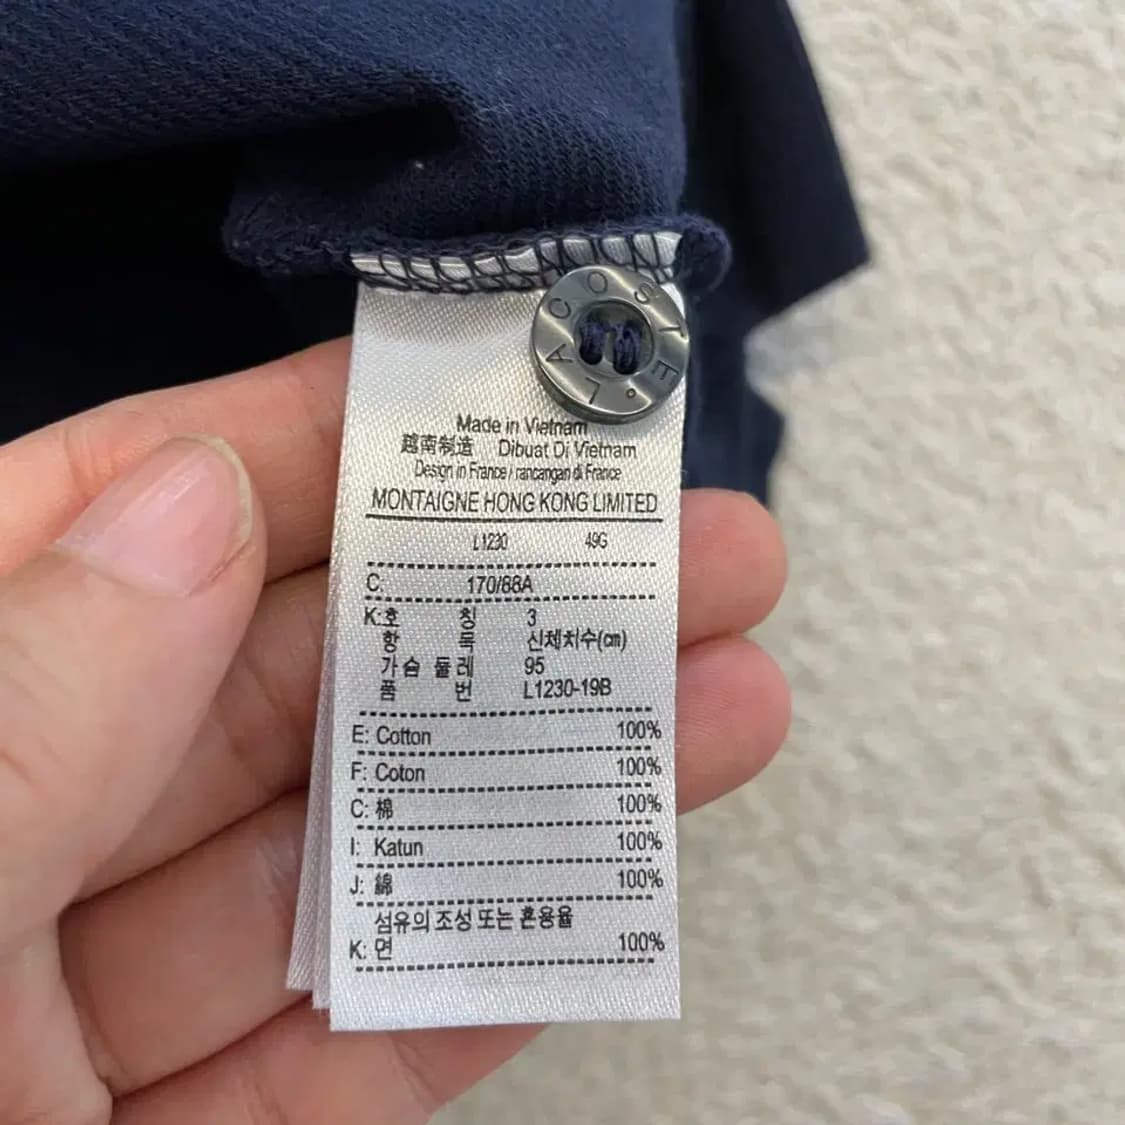 LACOSTE
Made in Vietnam
越南制造 Dibuat Di Vietnam
Design in France / rancangan di France
MONTAIGNE HONG KONG LIMITED
L1230 49G
C: 170/88A
K:호 칭 3
항 목 신체치수(cm)
가슴 둘레 95
품 번 L1230-19B
E: Cotton 100%
F: Coton 100%
C: 棉 100%
I: Katun 100%
J: 綿 100%
섬유의 조성 또는 혼용율
K: 면 100%